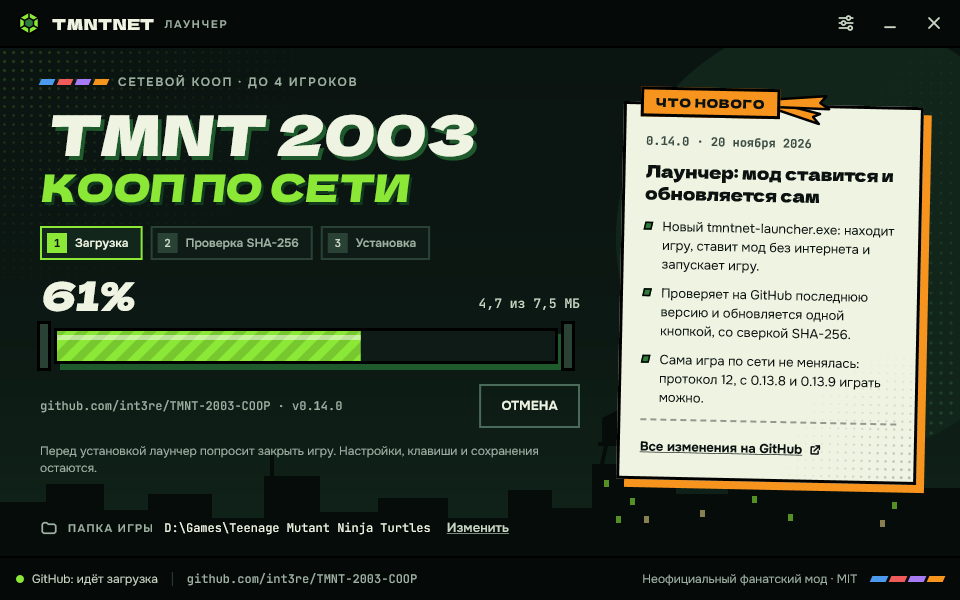 TMNTNET ЛАУНЧЕР
СЕТЕВОЙ КООП · ДО 4 ИГРОКОВ
TMNT 2003
КООП ПО СЕТИ
1 Загрузка
2 Проверка SHA-256
3 Установка
61%
4,7 из 7,5 МБ
github.com/int3re/TMNT-2003-COOP · v0.14.0
ОТМЕНА
Перед установкой лаунчер попросит закрыть игру. Настройки, клавиши и сохранения
остаются.
ПАПКА ИГРЫ D:\Games\Teenage Mutant Ninja Turtles Изменить
ЧТО НОВОГО
0.14.0 · 20 ноября 2026
Лаунчер: мод ставится и
обновляется сам
Новый tmntnet-launcher.exe: находит
игру, ставит мод без интернета и
запускает игру.
Проверяет на GitHub последнюю
версию и обновляется одной
кнопкой, со сверкой SHA-256.
Сама игра по сети не менялась:
протокол 12, с 0.13.8 и 0.13.9 играть
можно.
Все изменения на GitHub
GitHub: идёт загрузка
github.com/int3re/TMNT-2003-COOP
Неофициальный фанатский мод · MIT